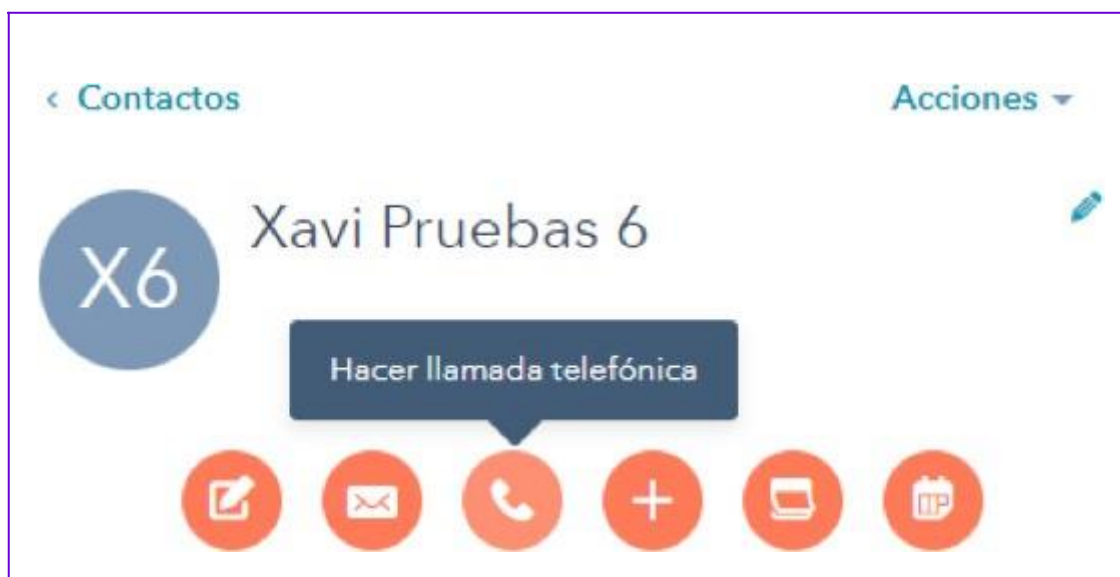 Contactos
Acciones
X6
Xavi Pruebas 6
Hacer llamada telefónica